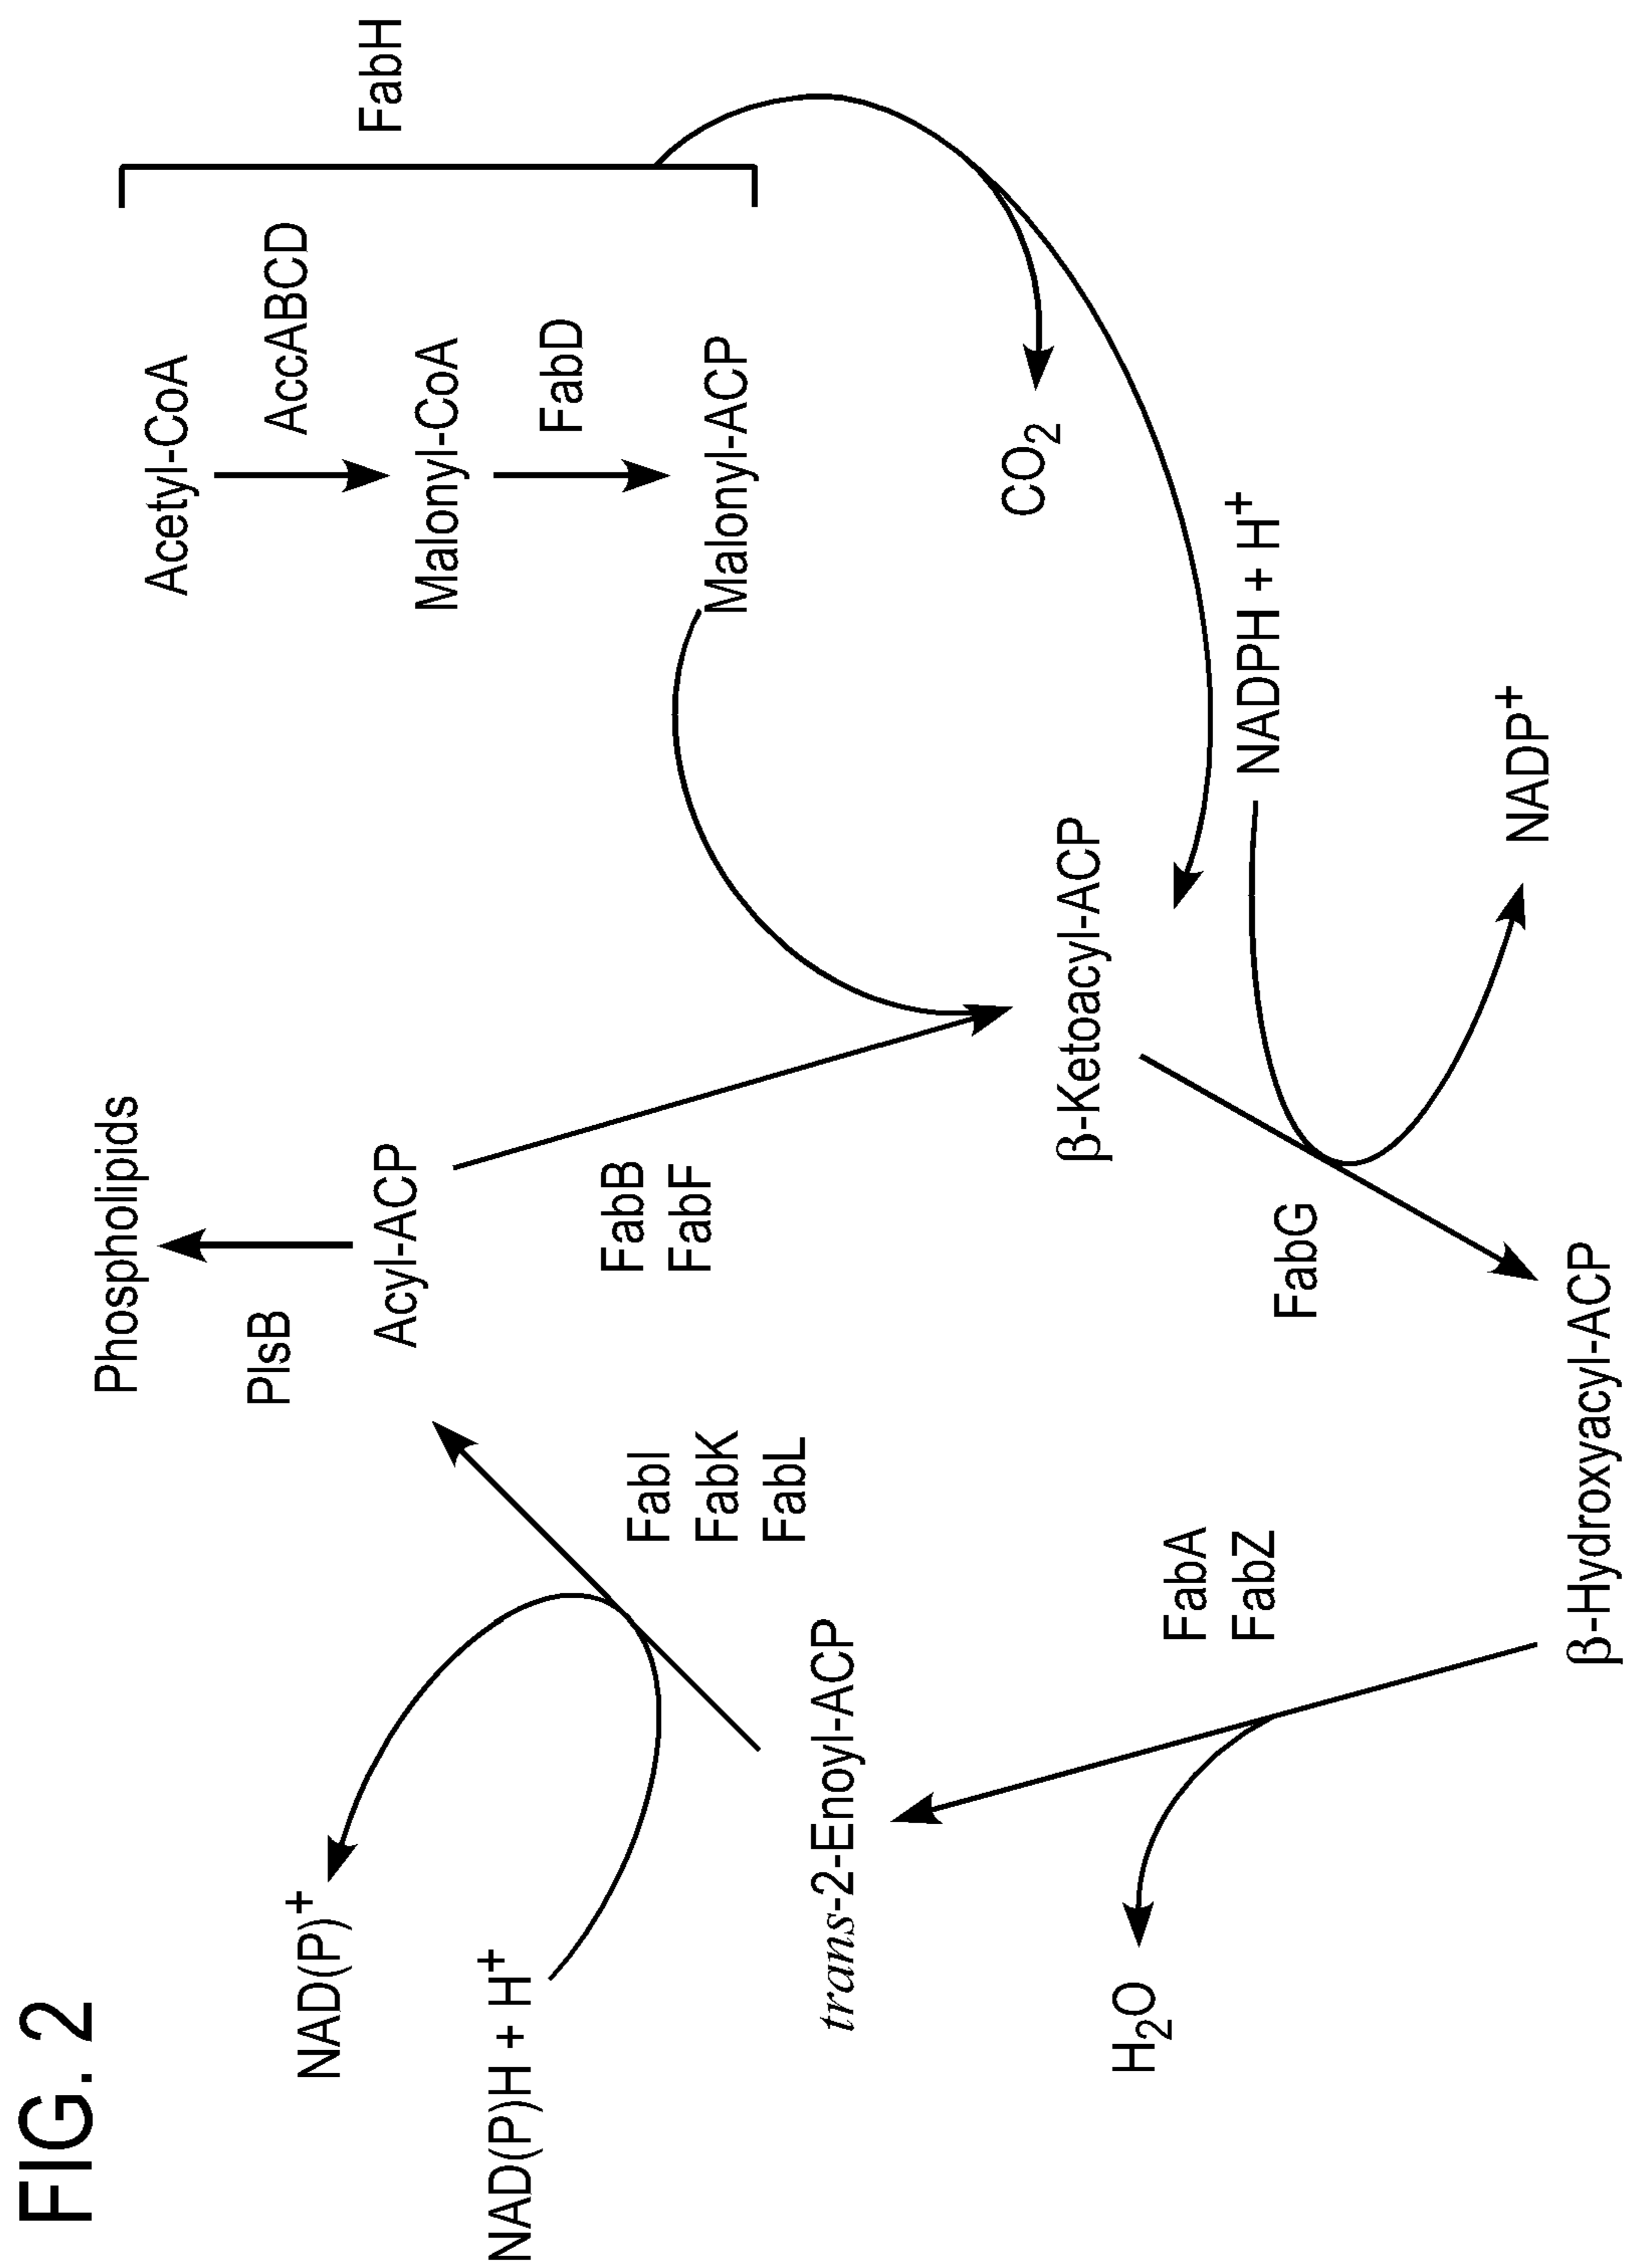 FIG. 2
Phospholipids
PlsB
Acyl-ACP
Acetyl-CoA
AccABCD
FabH
Malonyl-CoA
FabD
Malonyl-ACP
NAD(P)⁺
NAD(P)H + H⁺
FabI
FabK
FabL
FabB
FabF
trans-2-Enoyl-ACP
CO₂
β-Ketoacyl-ACP
H₂O
FabA
FabZ
FabG
NADPH + H⁺
NADP⁺
β-Hydroxyacyl-ACP